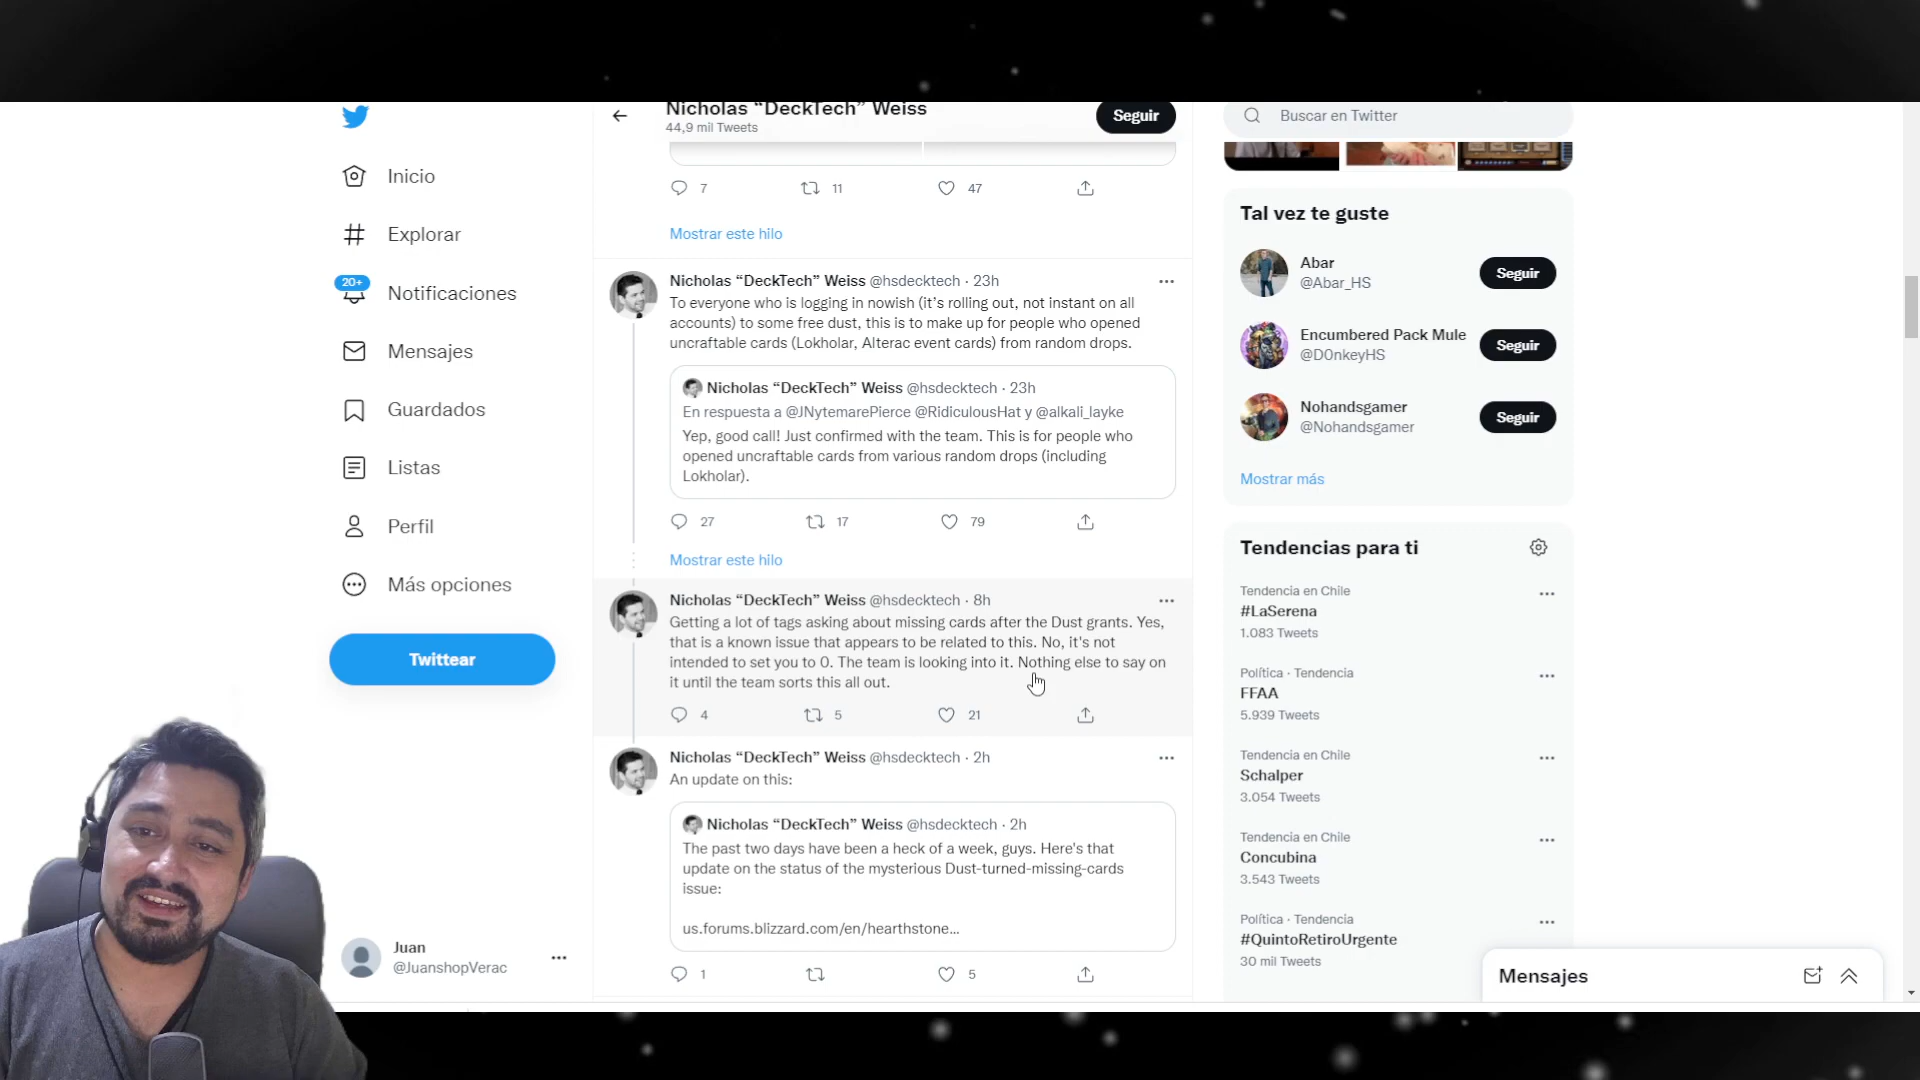 Inicio
Explorar
20+
Notificaciones
Mensajes
Guardados
Listas
Perfil
Más opciones
Twittear
Juan
@JuanshopVerac
Nicholas “DeckTech” Weiss
44,9 mil Tweets
Seguir
7 11 47
Mostrar este hilo
Nicholas “DeckTech” Weiss @hsdecktech · 23h
To everyone who is logging in nowish (it’s rolling out, not instant on all
accounts) to some free dust, this is to make up for people who opened
uncraftable cards (Lokholar, Alterac event cards) from random drops.
Nicholas “DeckTech” Weiss @hsdecktech · 23h
En respuesta a @JNytemarePierce @RidiculousHat y @alkali_layke
Yep, good call! Just confirmed with the team. This is for people who
opened uncraftable cards from various random drops (including
Lokholar).
27 17 79
Mostrar este hilo
Nicholas “DeckTech” Weiss @hsdecktech · 8h
Getting a lot of tags asking about missing cards after the Dust grants. Yes,
that is a known issue that appears to be related to this. No, it's not
intended to set you to 0. The team is looking into it. Nothing else to say on
it until the team sorts this all out.
4 5 21
Nicholas “DeckTech” Weiss @hsdecktech · 2h
An update on this:
Nicholas “DeckTech” Weiss @hsdecktech · 2h
The past two days have been a heck of a week, guys. Here's that
update on the status of the mysterious Dust-turned-missing-cards
issue:
us.forums.blizzard.com/en/hearthstone...
1 5
Buscar en Twitter
Tal vez te guste
Abar
@Abar_HS
Seguir
Encumbered Pack Mule
@D0nkeyHS
Seguir
Nohandsgamer
@Nohandsgamer
Seguir
Mostrar más
Tendencias para ti
Tendencia en Chile
#LaSerena
1.083 Tweets
Política · Tendencia
FFAA
5.939 Tweets
Tendencia en Chile
Schalper
3.054 Tweets
Tendencia en Chile
Concubina
3.543 Tweets
Política · Tendencia
#QuintoRetiroUrgente
30 mil Tweets
Mensajes